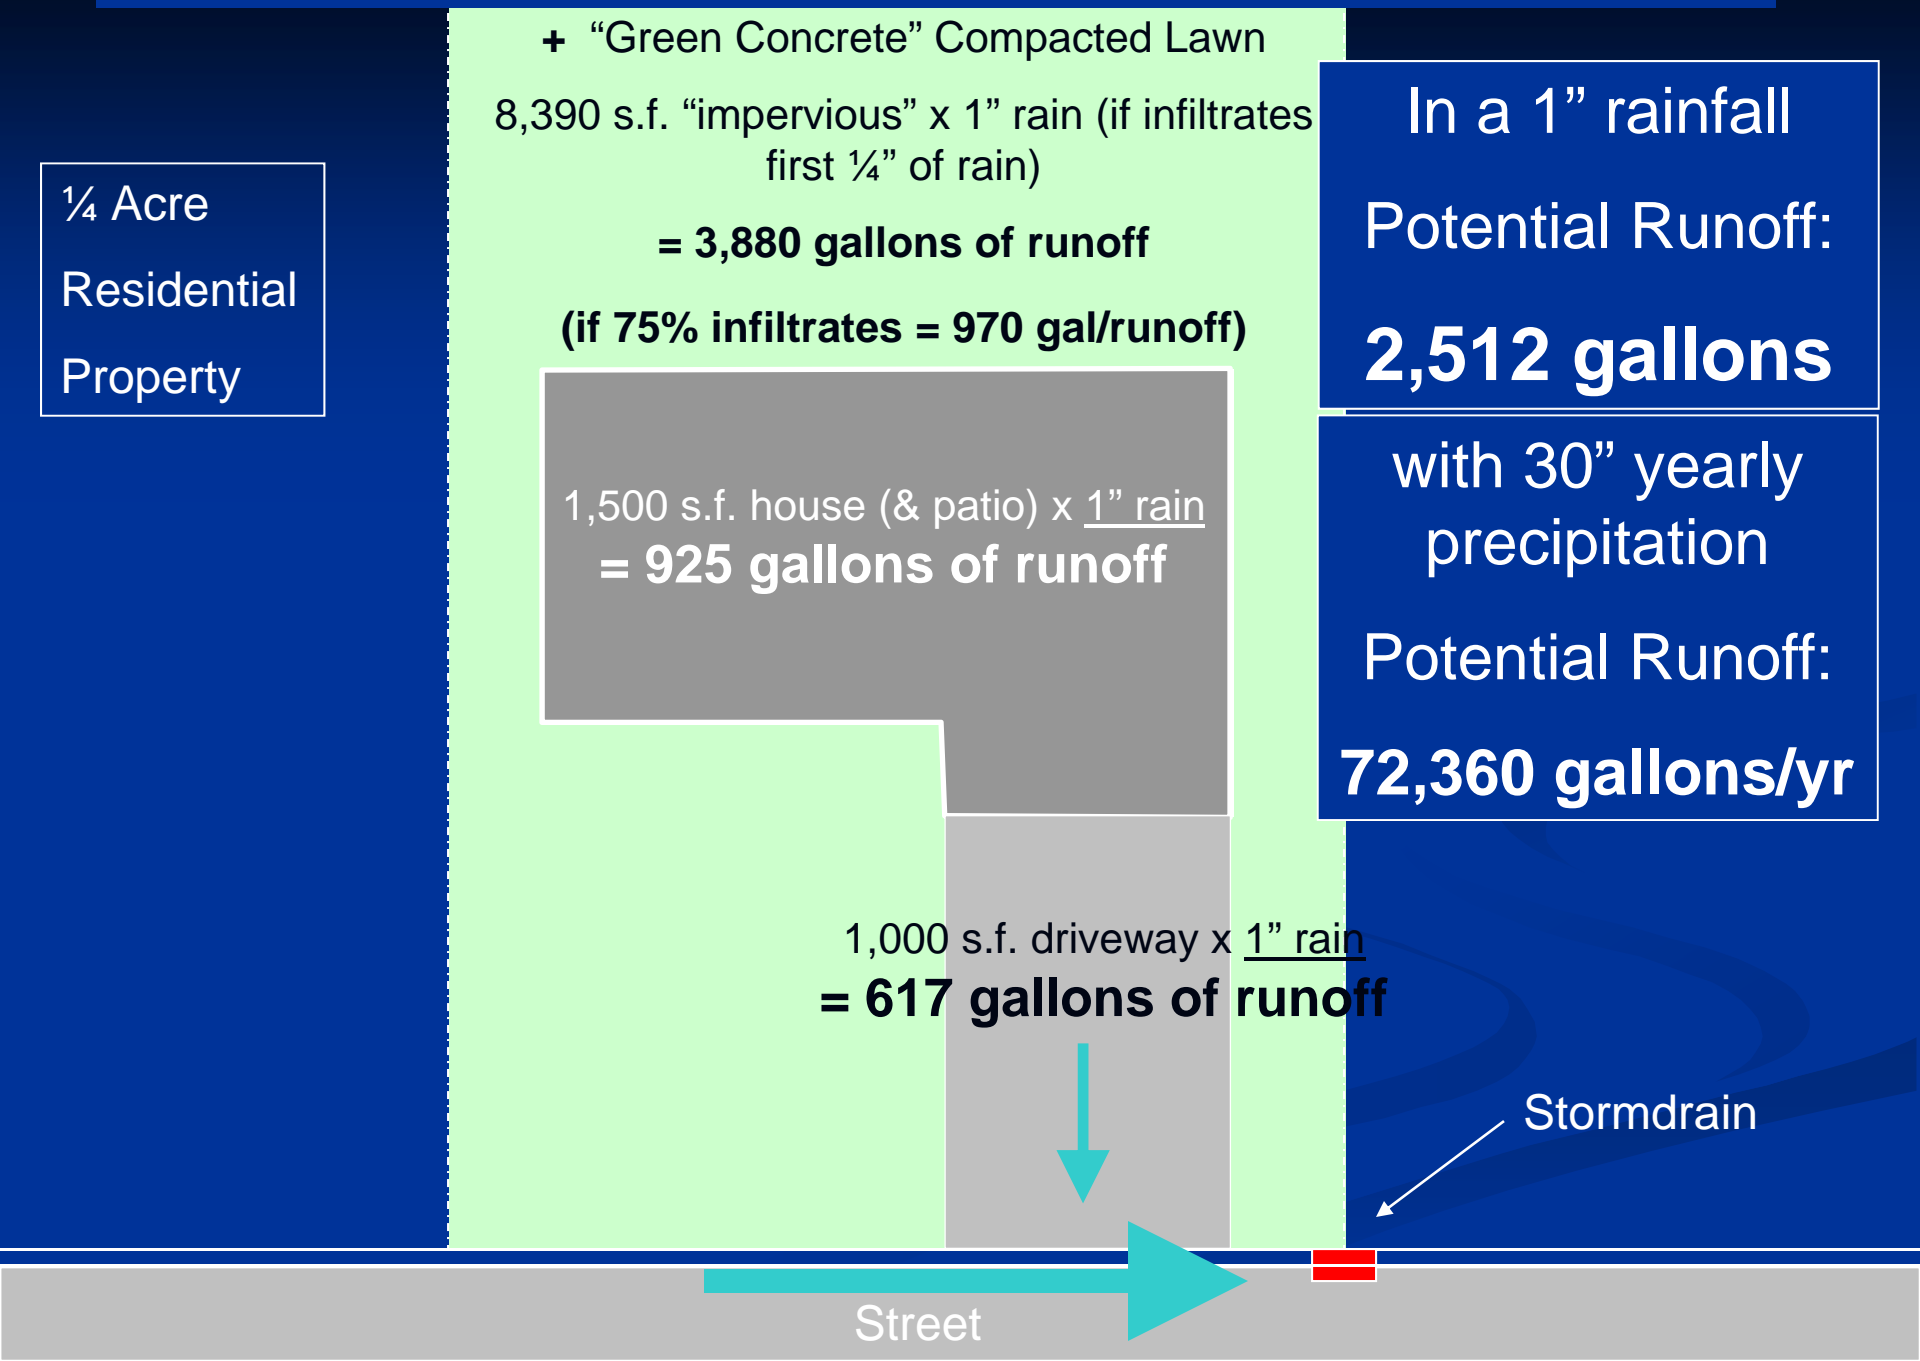 + “Green Concrete” Compacted Lawn
8,390 s.f. “impervious” x 1” rain (if infiltrates
first ¼” of rain)
= 3,880 gallons of runoff
(if 75% infiltrates = 970 gal/runoff)
¼ Acre
Residential
Property
In a 1” rainfall
Potential Runoff:
2,512 gallons
with 30” yearly
precipitation
Potential Runoff:
72,360 gallons/yr
1,500 s.f. house (& patio) x 1” rain
= 925 gallons of runoff
1,000 s.f. driveway x 1” rain
= 617 gallons of runoff
Stormdrain
Street